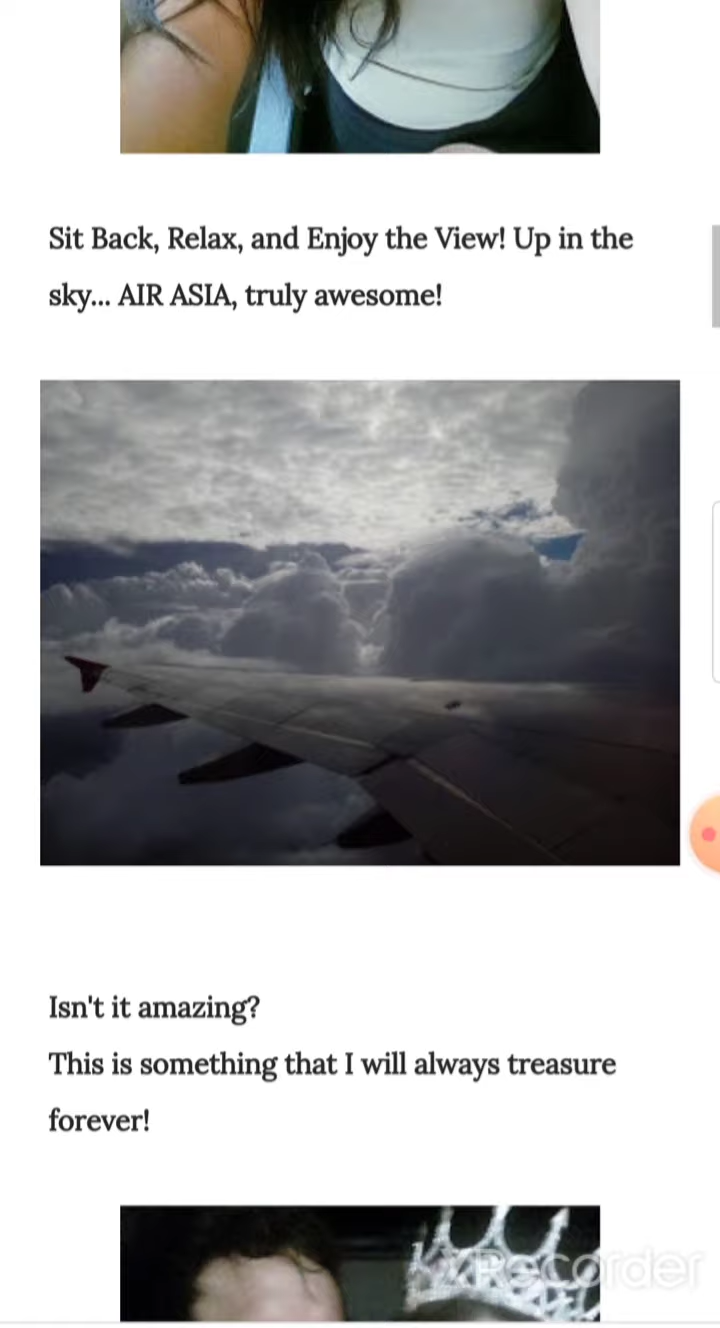 Sit Back, Relax, and Enjoy the View! Up in the
sky... AIR ASIA, truly awesome!
Isn't it amazing?
This is something that I will always treasure
forever!
XRecorder